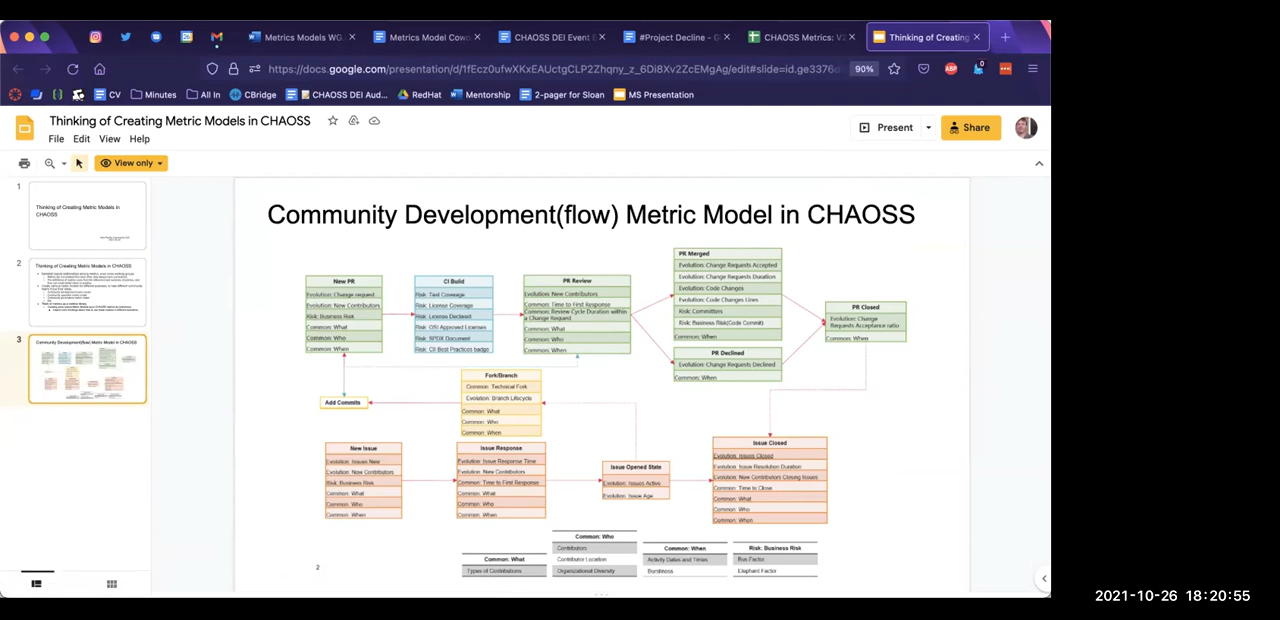 Metrics Models WG
Metrics Model Cowo
CHAOSS DEI Event E
#Project Decline - G
CHAOSS Metrics: V2
Thinking of Creating
90%
ABP
0
CV
Minutes
All In
CBridge
CHAOSS DEI Aud...
RedHat
Mentorship
2-pager for Sloan
MS Presentation
Thinking of Creating Metric Models in CHAOSS
File Edit View Help
Present
Share
View only
1
Thinking of Creating Metric Models in
CHAOSS
2
Thinking of Creating Metric Models in CHAOSS
3
Community Development(flow) Metric Model in CHAOSS
Community Development(flow) Metric Model in CHAOSS
New PR
Evolution: Change request
Evolution: New Contributors
Risk: Business Risk
Common: What
Common: Who
Common: When
CI Build
Risk: Test Coverage
Risk: License Coverage
Risk: License Declared
Risk: OSI Approved Licenses
Risk: SPDX Document
Risk: CII Best Practices badge
PR Review
Evolution: New Contributors
Common: Time to First Response
Common: Review Cycle Duration within
a Change Request
Common: What
Common: Who
Common: When
PR Merged
Evolution: Change Requests Accepted
Evolution: Change Requests Duration
Evolution: Code Changes
Evolution: Code Changes Lines
Risk: Committers
Risk: Business Risk(Code Commit)
Common: When
PR Declined
Evolution: Change Requests Declined
Common: When
PR Closed
Evolution: Change
Requests Acceptance ratio
Common: When
Fork/Branch
Common: Technical Fork
Evolution: Branch Lifecycle
Common: What
Common: Who
Common: When
Add Commits
New Issue
Evolution: Issues New
Evolution: New Contributors
Risk: Business Risk
Common: What
Common: Who
Common: When
Issue Response
Evolution: Issue Response Time
Evolution: New Contributors
Common: Time to First Response
Common: What
Common: Who
Common: When
Issue Opened State
Evolution: Issues Active
Evolution: Issue Age
Issue Closed
Evolution: Issues Closed
Evolution: Issue Resolution Duration
Evolution: New Contributors Closing Issues
Common: Time to Close
Common: What
Common: Who
Common: When
Common: What
Types of Contributions
Common: Who
Contributors
Contributor Location
Organizational Diversity
Common: When
Activity Dates and Times
Burstiness
Risk: Business Risk
Bus Factor
Elephant Factor
2
2021-10-26 18:20:55